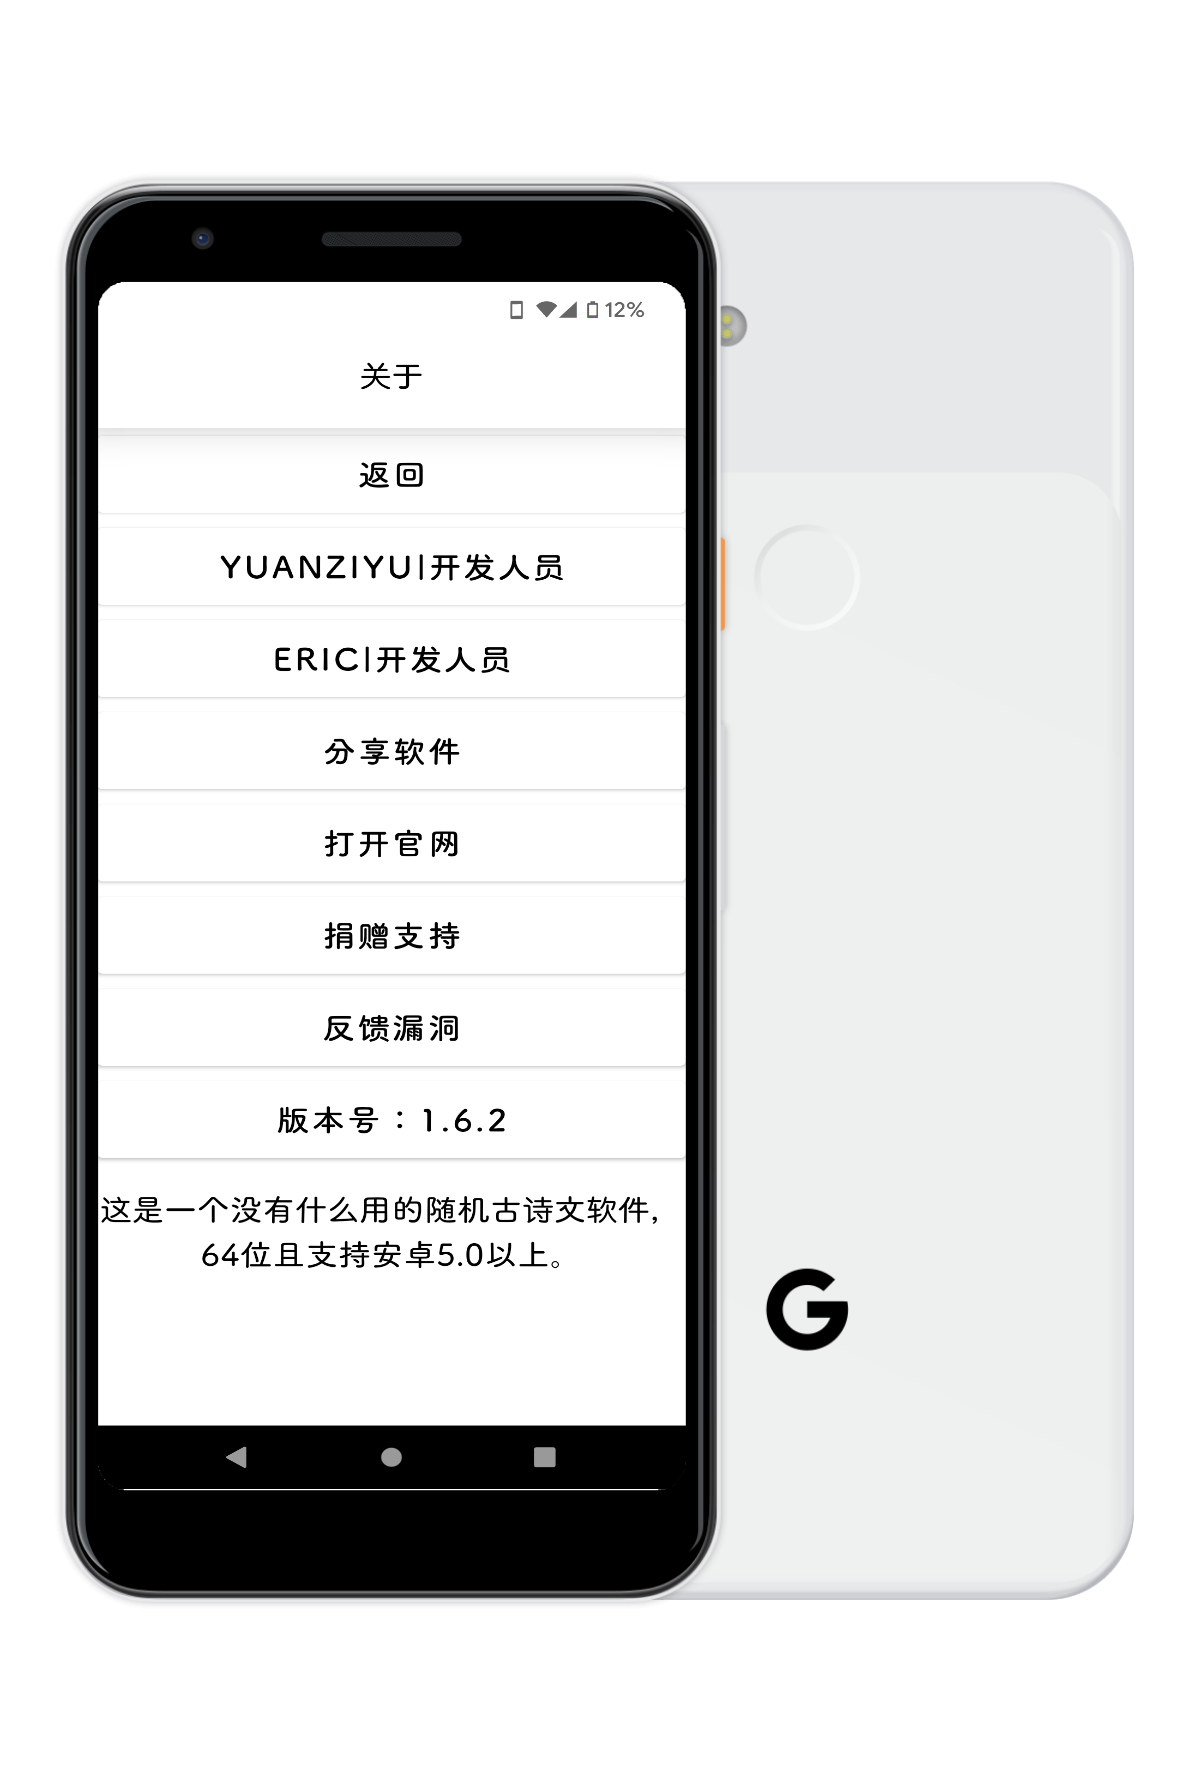 12%
关于
返回
YUANZIYU|开发人员
ERIC|开发人员
分享软件
打开官网
捐赠支持
反馈漏洞
版本号：1.6.2
这是一个没有什么用的随机古诗文软件，
64位且支持安卓5.0以上。
G